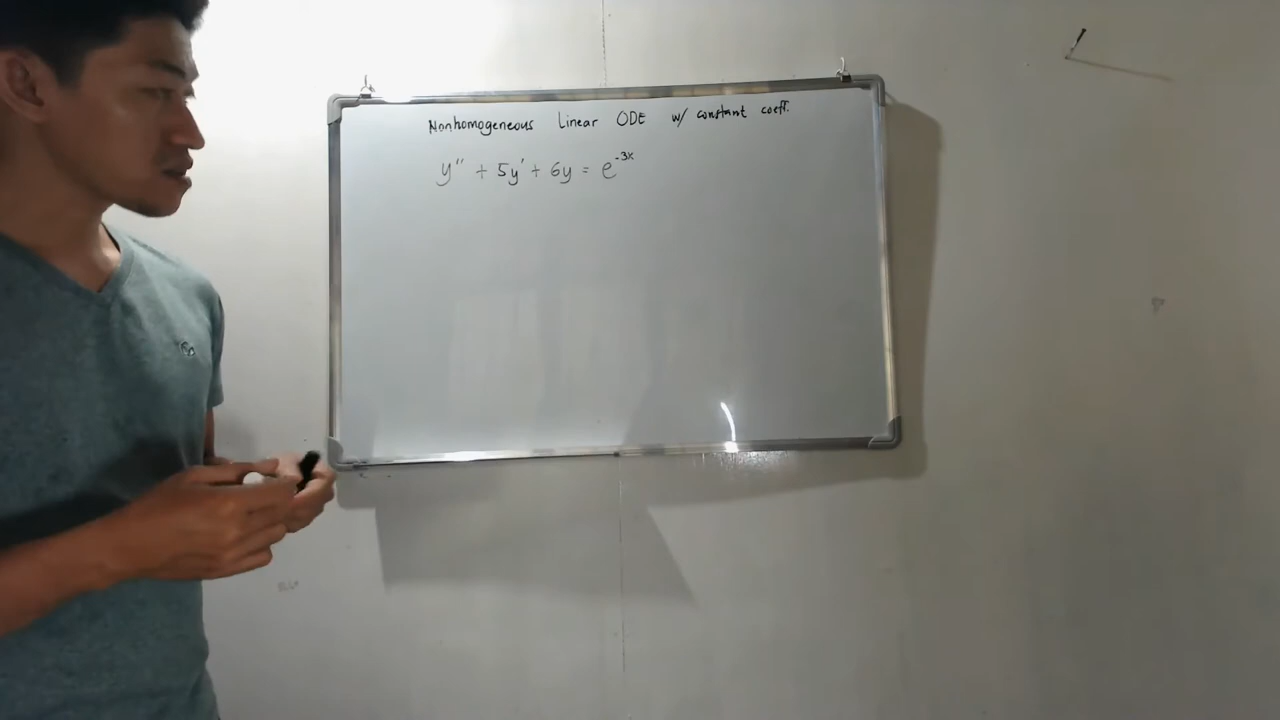 Nonhomogeneous Linear ODE w/ constant coeff.
y'' + 5y' + 6y = e^-3x